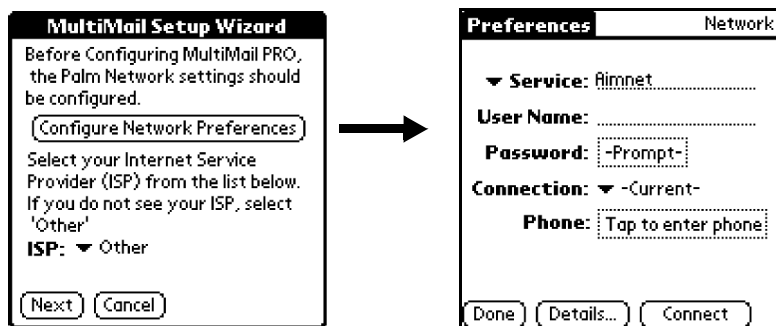 MultiMail Setup Wizard
Before Configuring MultiMail PRO,
the Palm Network settings should
be configured.
Configure Network Preferences
Select your Internet Service
Provider (ISP) from the list below.
If you do not see your ISP, select
'Other'
ISP: Other
Next Cancel
Preferences Network
Service: Aimnet
User Name:
Password: -Prompt-
Connection: -Current-
Phone: Tap to enter phone
Done Details... Connect